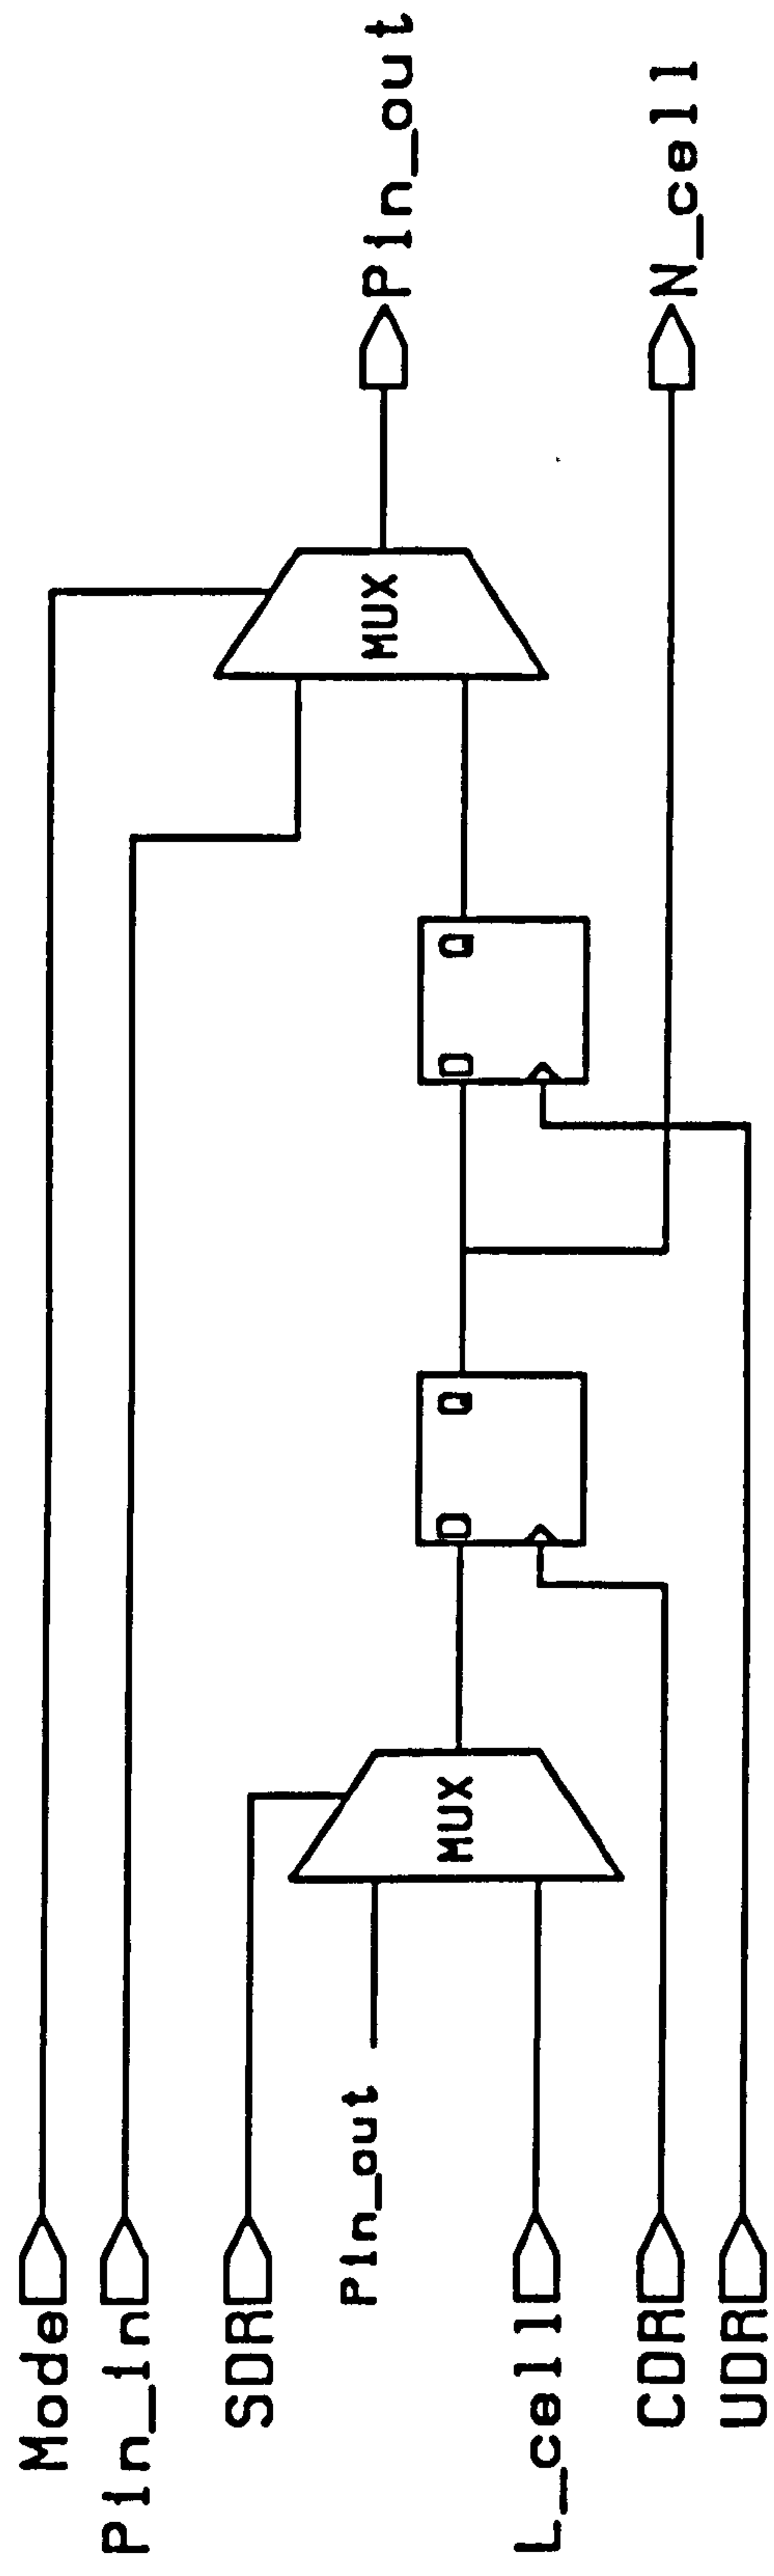 Mode
Pin_in
SDR
Pin_out
L_cell
CDR
UDR
MUX
D
Q
D
Q
MUX
Pin_out
N_cell